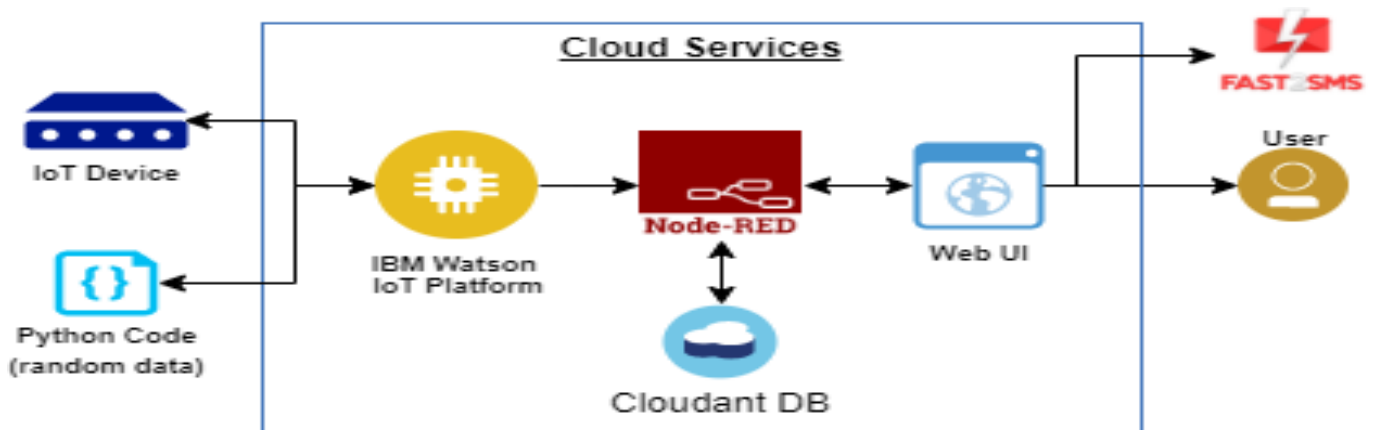 Cloud Services
FAST2SMS
IoT Device
User
Node-RED
Web UI
IBM Watson
IoT Platform
Python Code
(random data)
{}
Cloudant DB